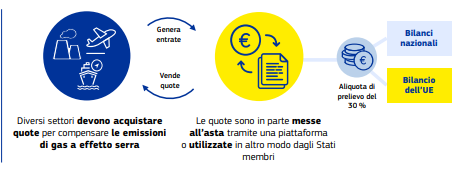 Genera
entrate
Vende
quote
Diversi settori devono acquistare
quote per compensare le emissioni
di gas a effetto serra
Le quote sono in parte messe
all'asta tramite una piattaforma
o utilizzate in altro modo dagli Stati
membri
Aliquota di
prelievo del
30 %
Bilanci
nazionali
Bilancio
dell'UE